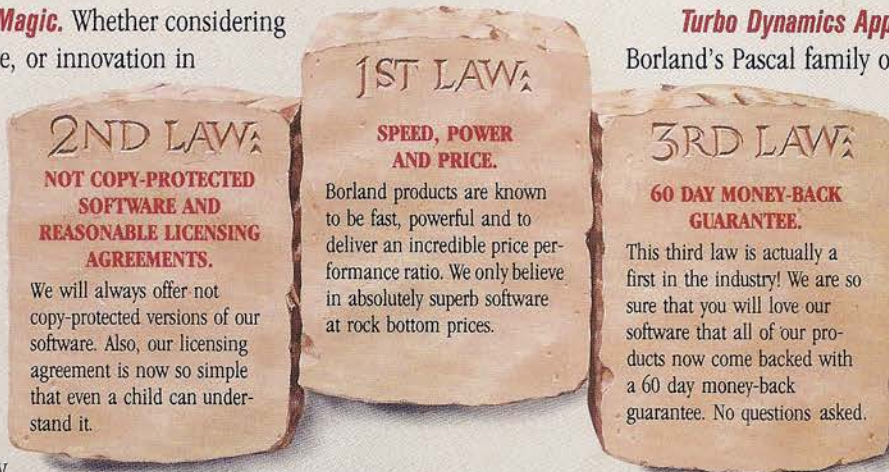 Magic. Whether considering
e, or innovation in
Turbo Dynamics App
Borland's Pascal family o
1ST LAW:
SPEED, POWER
AND PRICE.
Borland products are known
to be fast, powerful and to
deliver an incredible price per-
formance ratio. We only believe
in absolutely superb software
at rock bottom prices.
2ND LAW:
NOT COPY-PROTECTED
SOFTWARE AND
REASONABLE LICENSING
AGREEMENTS.
We will always offer not
copy-protected versions of our
software. Also, our licensing
agreement is now so simple
that even a child can under-
stand it.
3RD LAW:
60 DAY MONEY-BACK
GUARANTEE.
This third law is actually a
first in the industry! We are so
sure that you will love our
software that all of our pro-
ducts now come backed with
a 60 day money-back
guarantee. No questions asked.